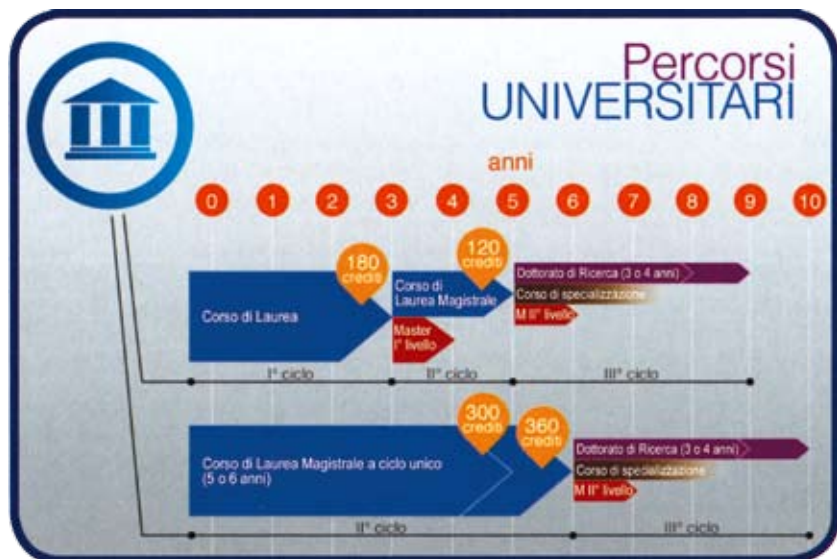 Percorsi
UNIVERSITARI
anni
0 1 2 3 4 5 6 7 8 9 10
180
crediti
120
crediti
Corso di Laurea
Corso di
Laurea Magistrale
Master
I° livello
Dottorato di Ricerca (3 o 4 anni)
Corso di specializzazione
M II° livello
I° ciclo
II° ciclo
III° ciclo
300
crediti
360
crediti
Corso di Laurea Magistrale a ciclo unico
(5 o 6 anni)
Dottorato di Ricerca (3 o 4 anni)
Corso di specializzazione
M II° livello
II° ciclo
III° ciclo